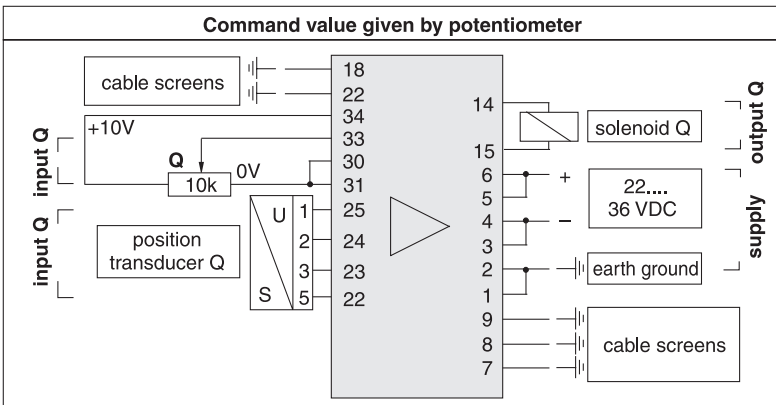 Command value given by potentiometer
cable screens
18
22
+10V
34
33
30
31
input Q
Q
10k
0V
input Q
position
transducer Q
U
S
1
2
3
5
25
24
23
22
14
15
solenoid Q
output Q
6
5
+
4
3
–
22....
36 VDC
supply
2
1
earth ground
9
8
7
cable screens